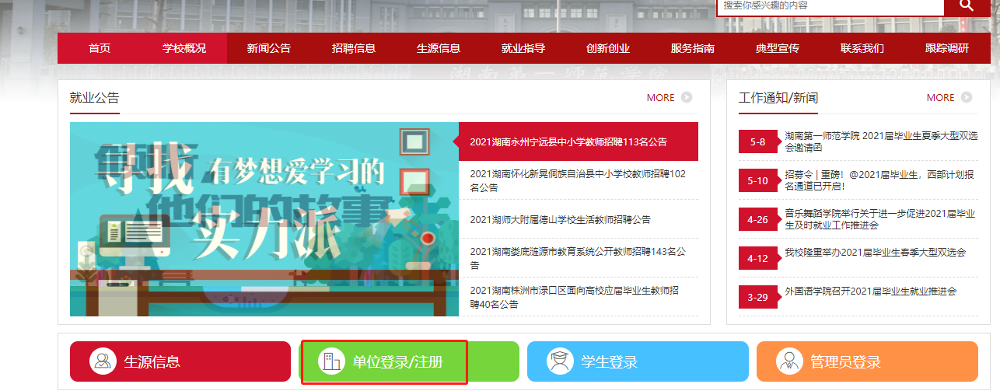 搜索你感兴趣的内容
首页 学校概况 新闻公告 招聘信息 生源信息 就业指导 创新创业 服务指南 典型宣传 联系我们 跟踪调研
湖南第一师范学院
就业公告
MORE
寻找
有梦想爱学习的
他们的故事
实力派
2021湖南永州宁远县中小学教师招聘113名公告
2021湖南怀化新晃侗族自治县中小学校教师招聘102
名公告
2021湖师大附属德山学校生活教师招聘公告
2021湖南娄底涟源市教育系统公开教师招聘143名公
告
2021湖南株洲市渌口区面向高校应届毕业生教师招
聘40名公告
工作通知/新闻
MORE
5-8
湖南第一师范学院 2021届毕业生夏季大型双选
会邀请函
5-10
招募令 | 重磅！@2021届毕业生，西部计划报
名通道已开启！
4-26
音乐舞蹈学院举行关于进一步促进2021届毕业
生及时就业工作推进会
4-12
我校隆重举办2021届毕业生春季大型双选会
3-29
外国语学院召开2021届毕业生就业推进会
生源信息
单位登录/注册
学生登录
管理员登录